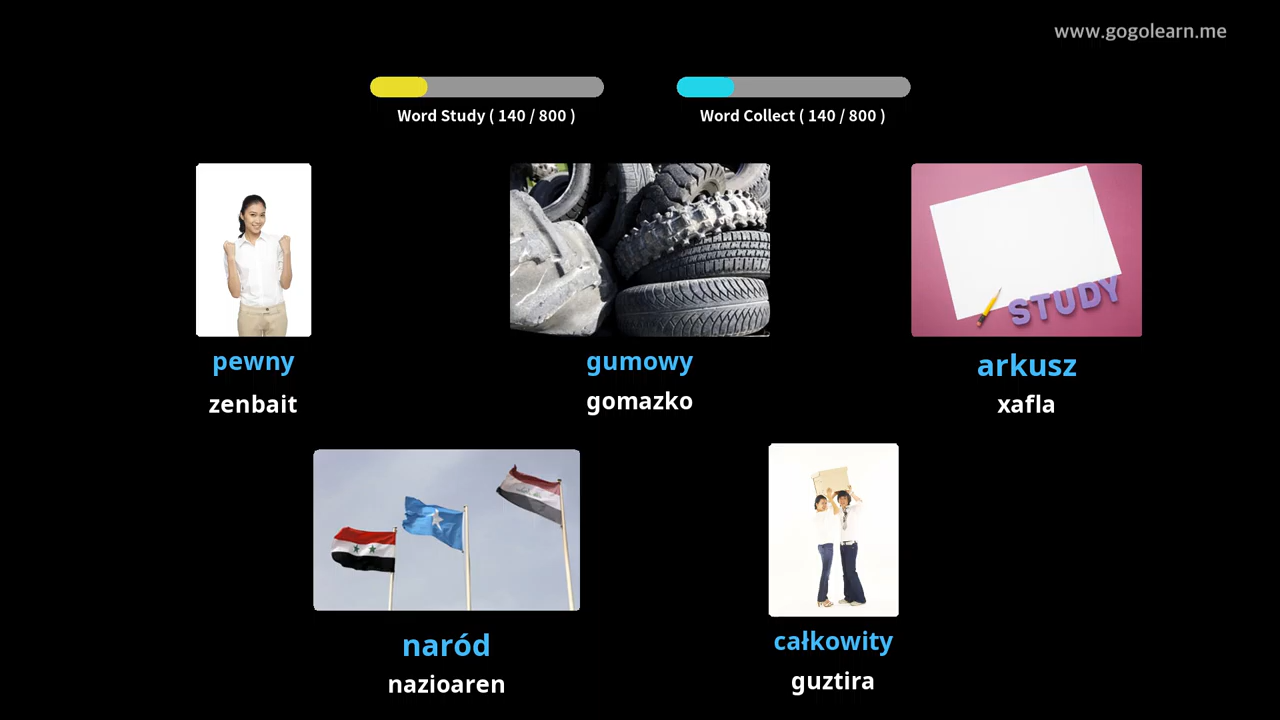 www.gogolearn.me
Word Study ( 140 / 800 )
Word Collect ( 140 / 800 )
STUDY
pewny
zenbait
gumowy
gomazko
arkusz
xafla
naród
nazioaren
całkowity
guztira